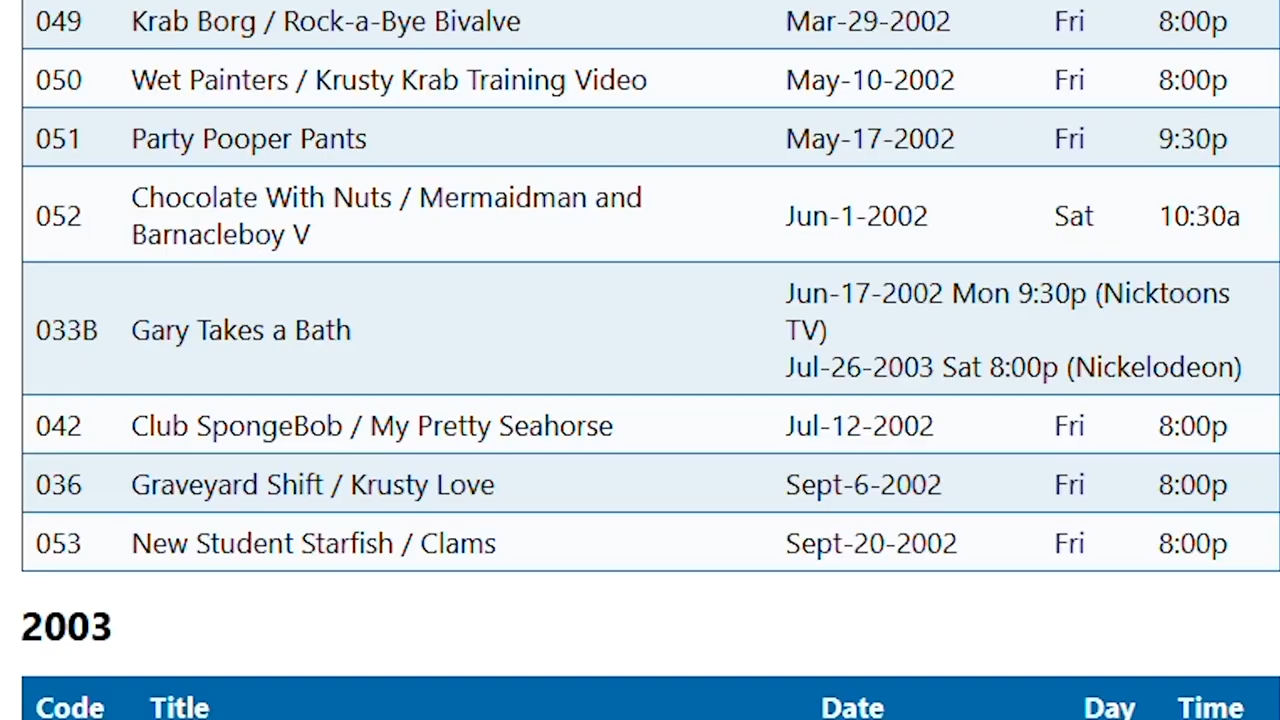 049 Krab Borg / Rock-a-Bye Bivalve Mar-29-2002 Fri 8:00p
050 Wet Painters / Krusty Krab Training Video May-10-2002 Fri 8:00p
051 Party Pooper Pants May-17-2002 Fri 9:30p
052 Chocolate With Nuts / Mermaidman and
Barnacleboy V Jun-1-2002 Sat 10:30a
033B Gary Takes a Bath Jun-17-2002 Mon 9:30p (Nicktoons
TV)
Jul-26-2003 Sat 8:00p (Nickelodeon)
042 Club SpongeBob / My Pretty Seahorse Jul-12-2002 Fri 8:00p
036 Graveyard Shift / Krusty Love Sept-6-2002 Fri 8:00p
053 New Student Starfish / Clams Sept-20-2002 Fri 8:00p
2003
Code Title Date Day Time